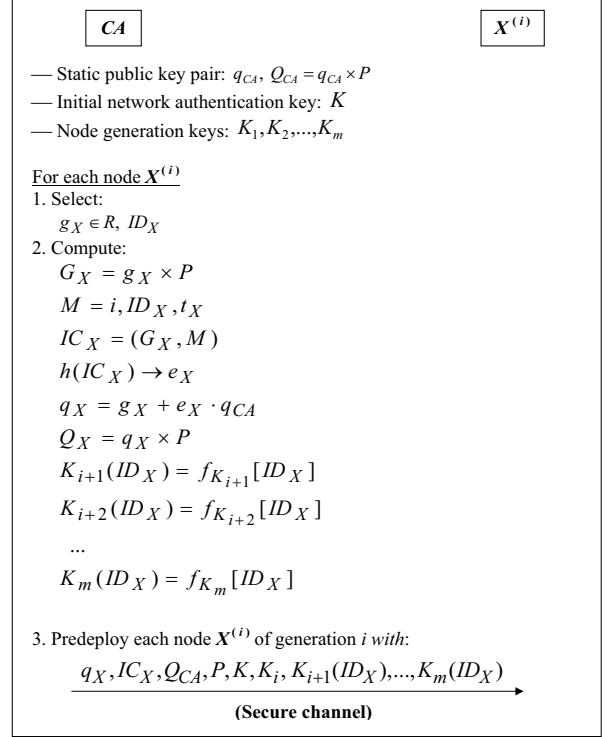 CA X^(i)
— Static public key pair: q_CA, Q_CA = q_CA × P
— Initial network authentication key: K
— Node generation keys: K_1,K_2,...,K_m
For each node X^(i)
1. Select:
g_X ∈ R, ID_X
2. Compute:
G_X = g_X × P
M = i, ID_X, t_X
IC_X = (G_X, M)
h(IC_X) → e_X
q_X = g_X + e_X · q_CA
Q_X = q_X × P
K_{i+1}(ID_X) = f_{K_{i+1}}[ID_X]
K_{i+2}(ID_X) = f_{K_{i+2}}[ID_X]
...
K_m(ID_X) = f_{K_m}[ID_X]
3. Predeploy each node X^(i) of generation i with:
q_X, IC_X, Q_CA, P, K, K_i, K_{i+1}(ID_X),...,K_m(ID_X)
(Secure channel)